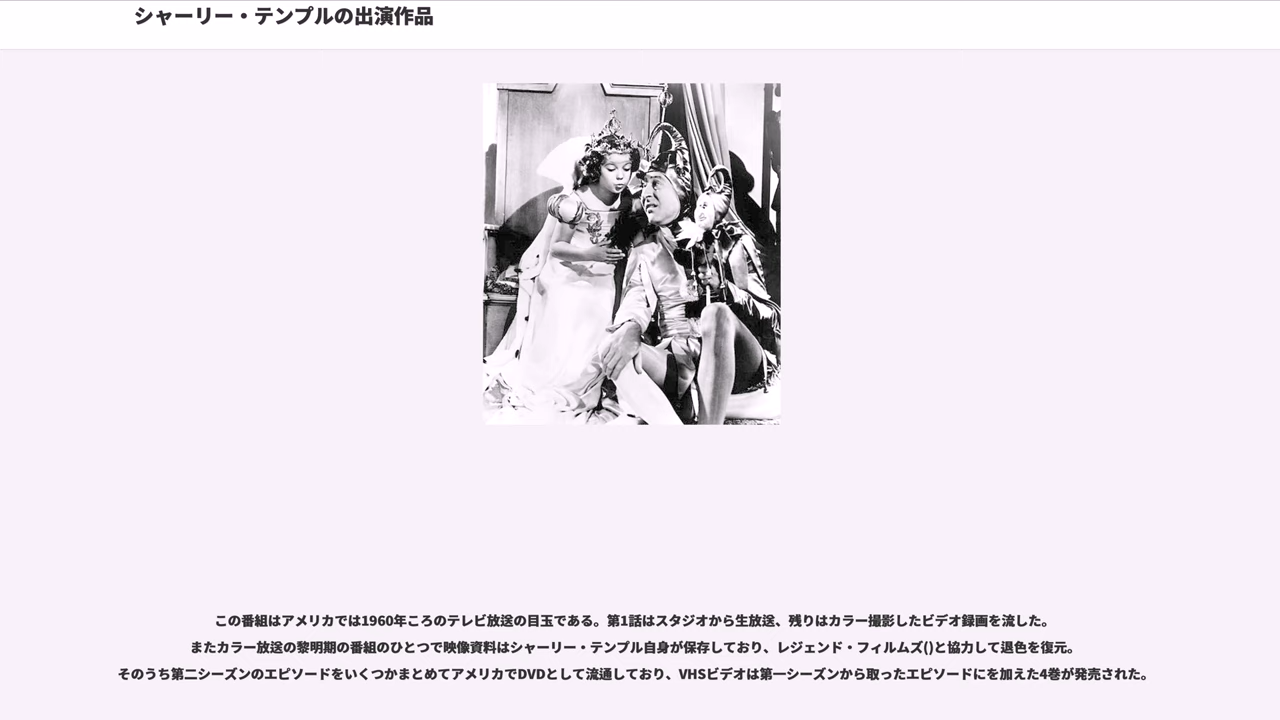 シャーリー・テンプルの出演作品
この番組はアメリカでは1960年ころのテレビ放送の目玉である。第1話はスタジオから生放送、残りはカラー撮影したビデオ録画を流した。
またカラー放送の黎明期の番組のひとつで映像資料はシャーリー・テンプル自身が保存しており、レジェンド・フィルムズ()と協力して退色を復元。
そのうち第二シーズンのエピソードをいくつかまとめてアメリカでDVDとして流通しており、VHSビデオは第一シーズンから取ったエピソードにを加えた4巻が発売された。